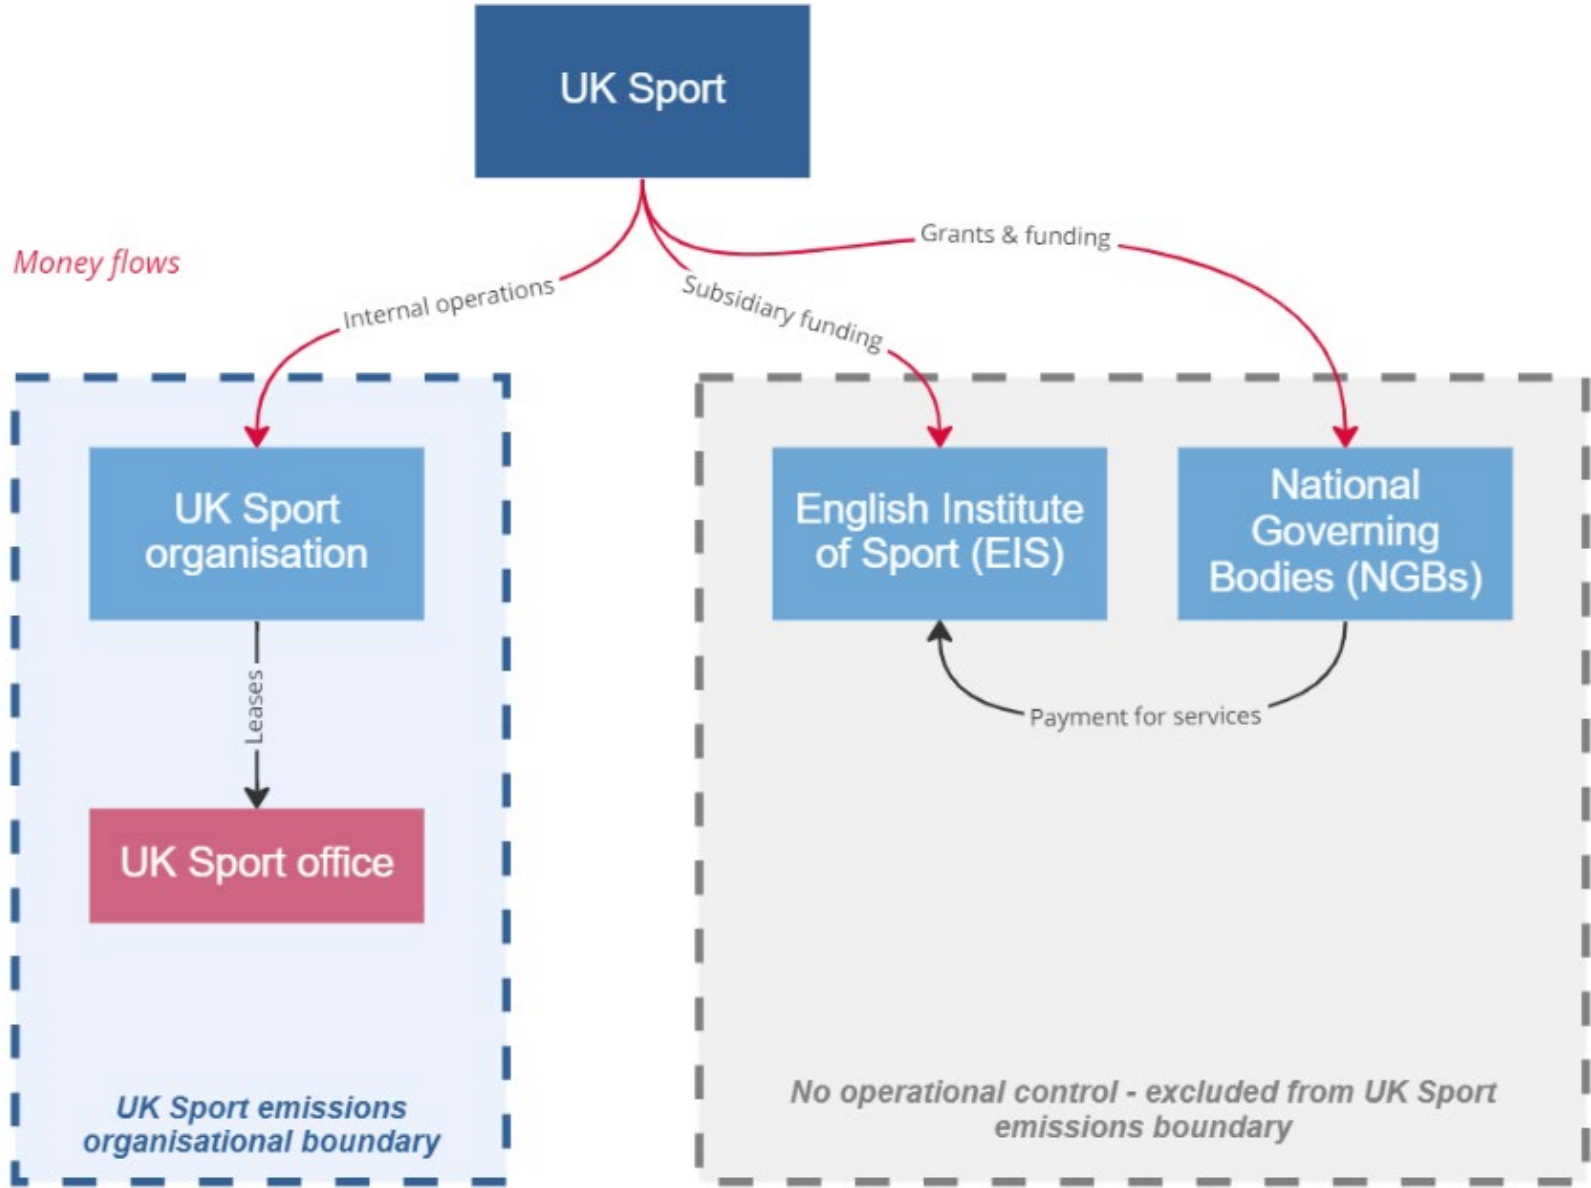 UK Sport
Grants & funding
Money flows
Internal operations
Subsidiary funding
UK Sport
organisation
English Institute
of Sport (EIS)
National
Governing
Bodies (NGBs)
Leases
Payment for services
UK Sport office
UK Sport emissions
organisational boundary
No operational control - excluded from UK Sport
emissions boundary